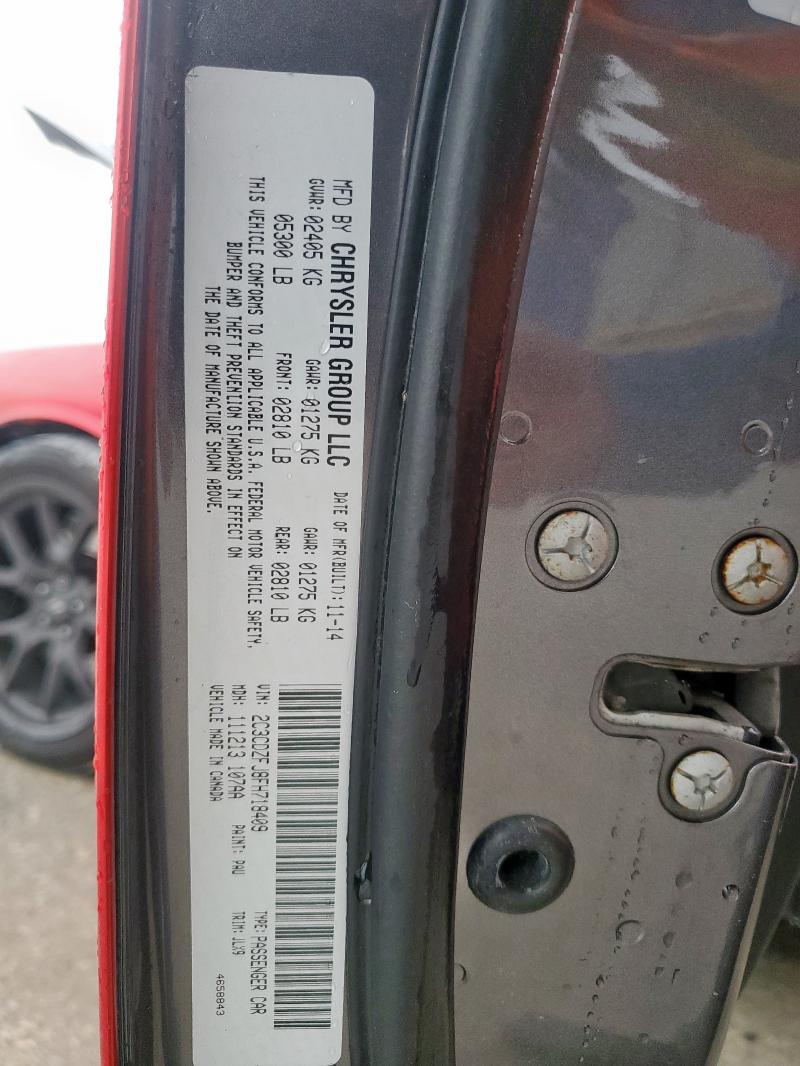 MFD BY CHRYSLER GROUP LLC DATE OF MFR(BUILT): 11-14
GVWR: 02405 KG GAWR: 01275 KG GAWR: 01275 KG
05300 LB FRONT: 02810 LB REAR: 02810 LB
THIS VEHICLE CONFORMS TO ALL APPLICABLE U.S.A. FEDERAL MOTOR VEHICLE SAFETY,
BUMPER AND THEFT PREVENTION STANDARDS IN EFFECT ON
THE DATE OF MANUFACTURE SHOWN ABOVE.
VIN: 2C3CDZFJ8FH718409 TYPE: PASSENGER CAR
MDH: 111213 107AA PAINT: PAU TRIM: JLX9
VEHICLE MADE IN CANADA
4658843